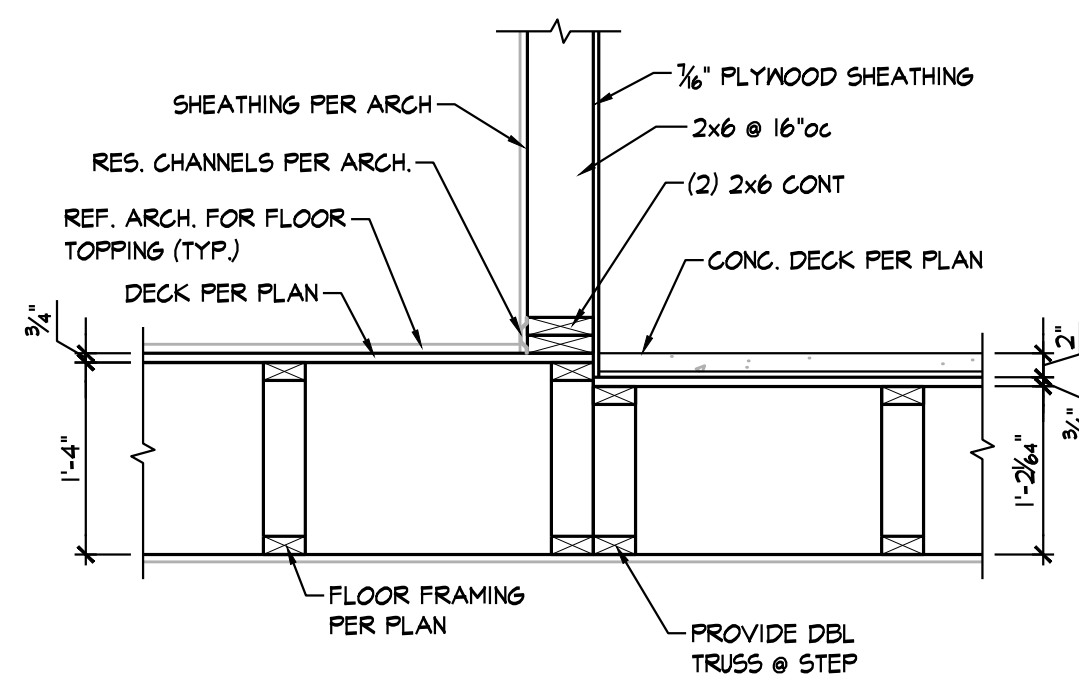 7/16" PLYWOOD SHEATHING
SHEATHING PER ARCH
2x6 @ 16"oc
RES. CHANNELS PER ARCH.
(2) 2x6 CONT
REF. ARCH. FOR FLOOR
TOPPING (TYP.)
CONC. DECK PER PLAN
DECK PER PLAN
3/4"
2"
3/4"
1'-4"
1'-2 1/64"
FLOOR FRAMING
PER PLAN
PROVIDE DBL
TRUSS @ STEP